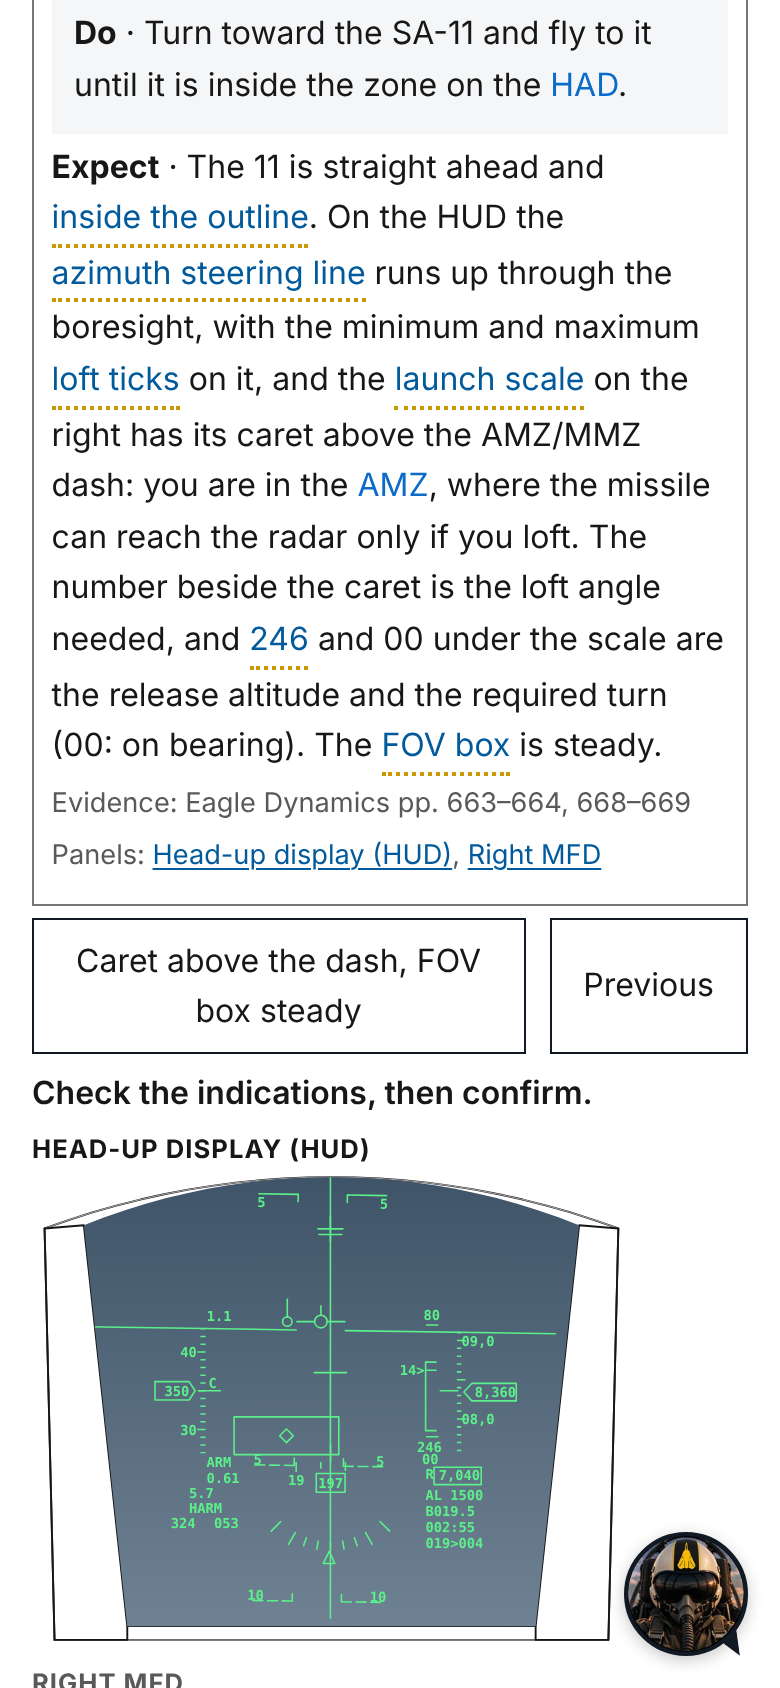 Do · Turn toward the SA-11 and fly to it
until it is inside the zone on the HAD.
Expect · The 11 is straight ahead and
inside the outline. On the HUD the
azimuth steering line runs up through the
boresight, with the minimum and maximum
loft ticks on it, and the launch scale on the
right has its caret above the AMZ/MMZ
dash: you are in the AMZ, where the missile
can reach the radar only if you loft. The
number beside the caret is the loft angle
needed, and 246 and 00 under the scale are
the release altitude and the required turn
(00: on bearing). The FOV box is steady.
Evidence: Eagle Dynamics pp. 663–664, 668–669
Panels: Head-up display (HUD), Right MFD
Caret above the dash, FOV
box steady
Previous
Check the indications, then confirm.
HEAD-UP DISPLAY (HUD)
5 5
1.1 80
09,0
40 14>
C
350 8,360
30 08,0
246
ARM 5 5 00
0.61 19 197 R 7,040
5.7 AL 1500
HARM B019.5
324 053 002:55
019>004
10 10
RIGHT MFD